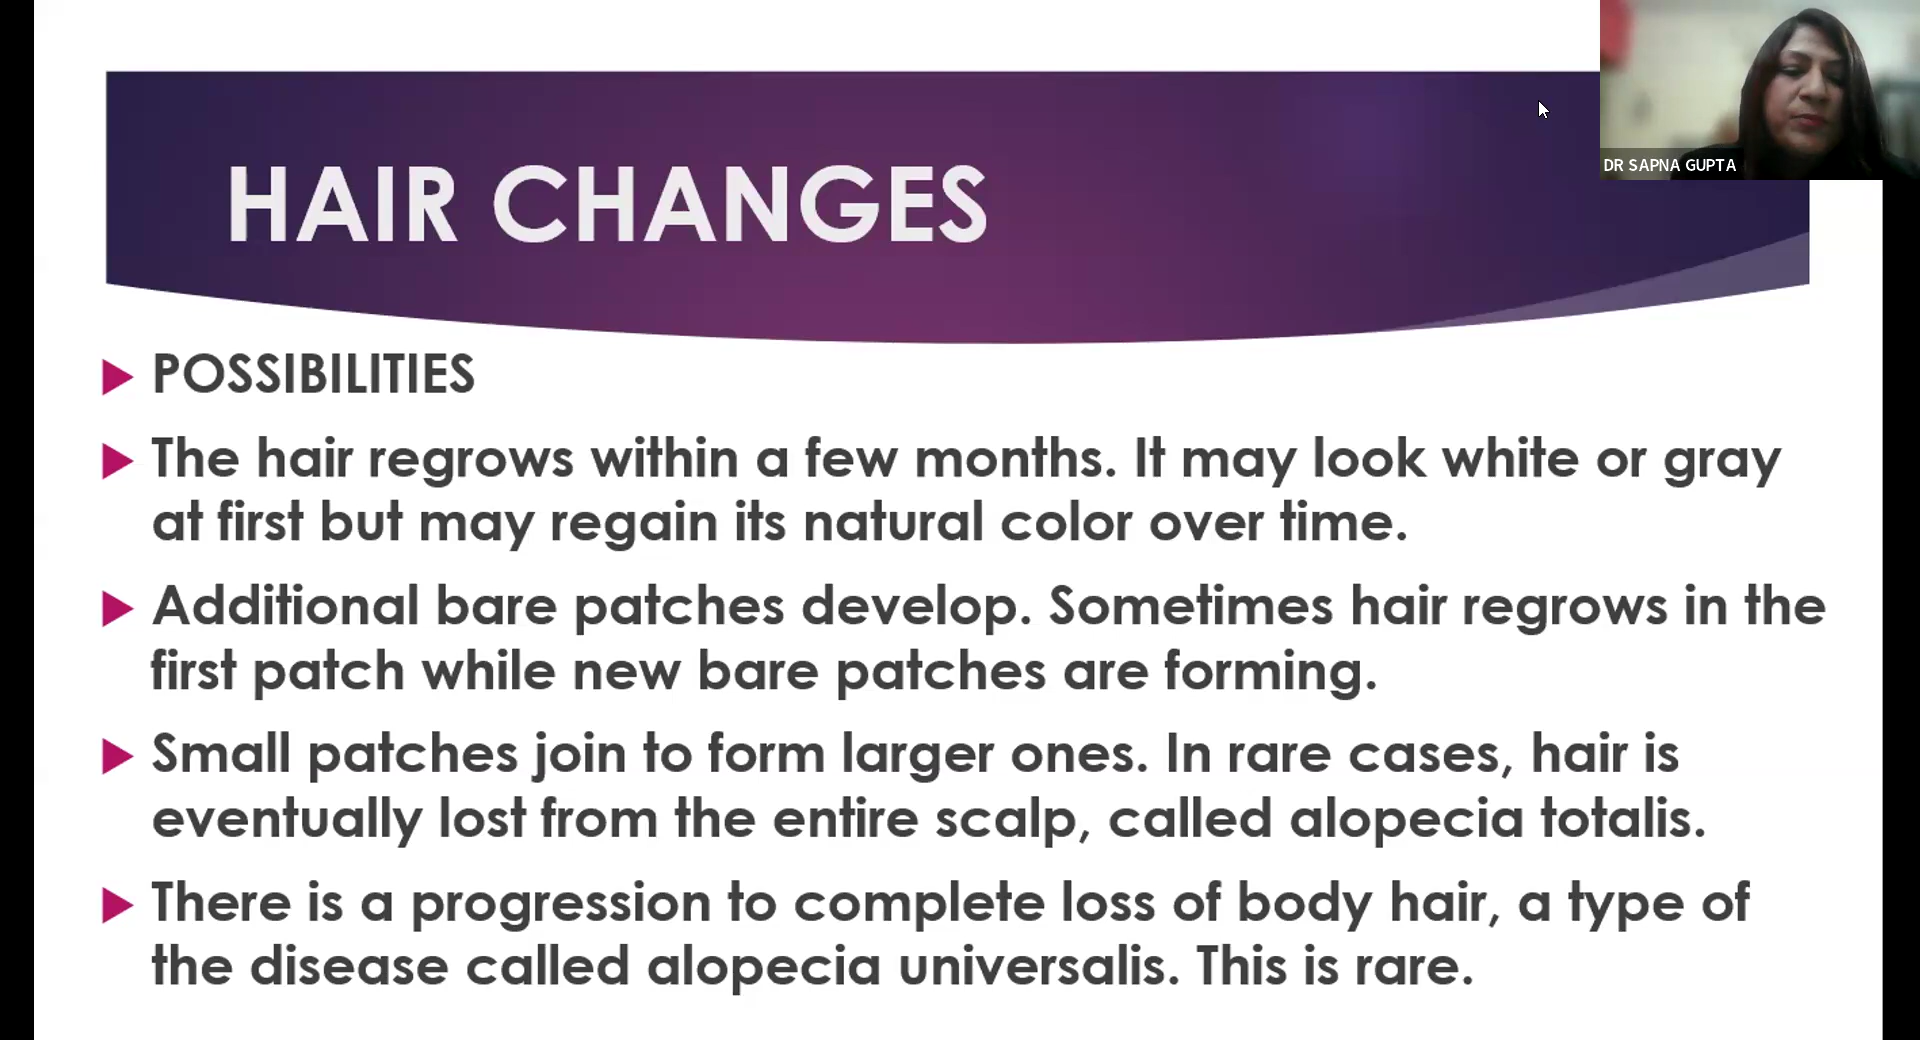 DR SAPNA GUPTA
HAIR CHANGES
POSSIBILITIES
The hair regrows within a few months. It may look white or gray
at first but may regain its natural color over time.
Additional bare patches develop. Sometimes hair regrows in the
first patch while new bare patches are forming.
Small patches join to form larger ones. In rare cases, hair is
eventually lost from the entire scalp, called alopecia totalis.
There is a progression to complete loss of body hair, a type of
the disease called alopecia universalis. This is rare.